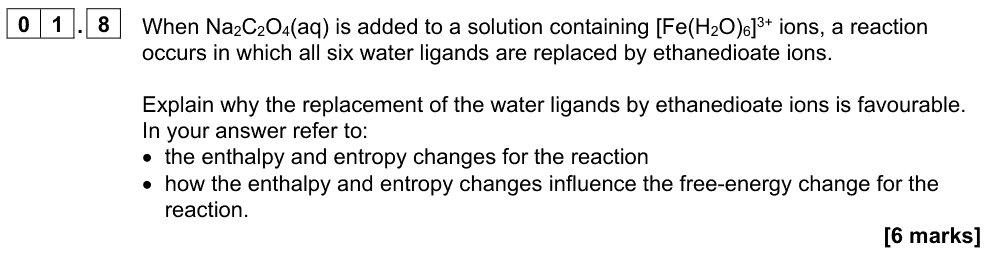 0 1 . 8 When Na₂C₂O₄(aq) is added to a solution containing [Fe(H₂O)₆]³⁺ ions, a reaction
occurs in which all six water ligands are replaced by ethanedioate ions.
Explain why the replacement of the water ligands by ethanedioate ions is favourable.
In your answer refer to:
• the enthalpy and entropy changes for the reaction
• how the enthalpy and entropy changes influence the free-energy change for the
reaction.
[6 marks]